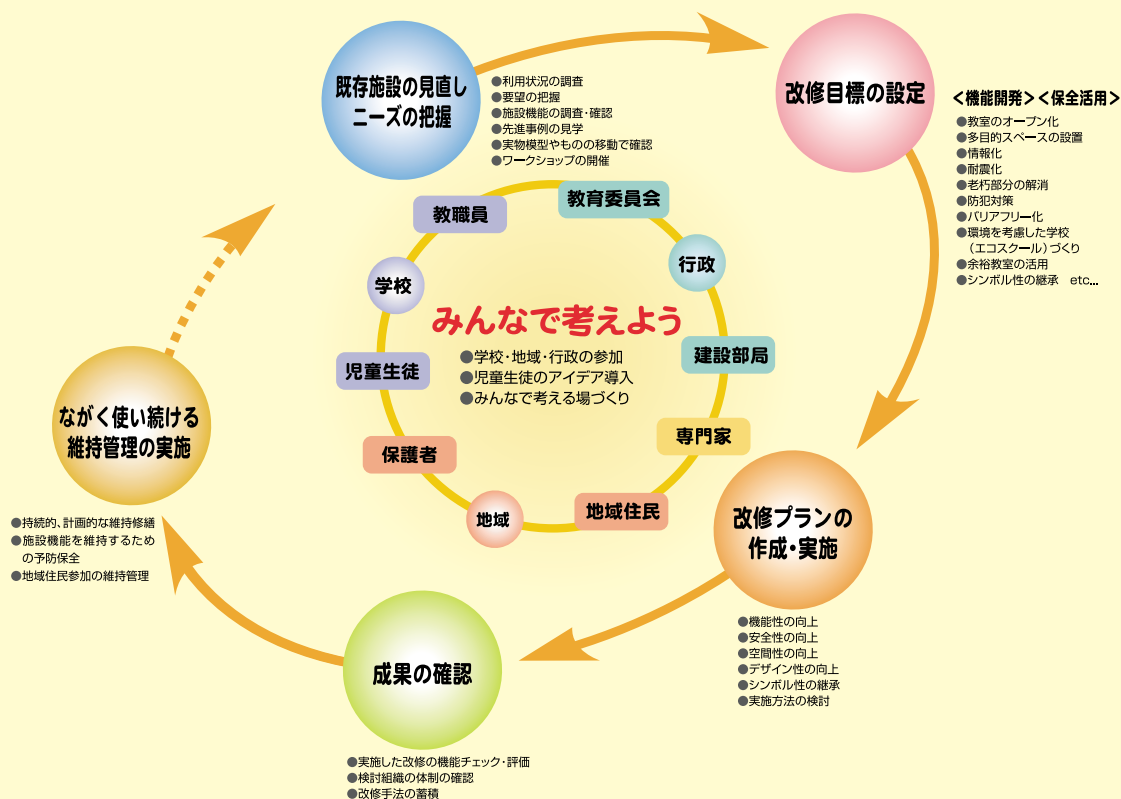 既存施設の見直し
ニーズの把握
●利用状況の調査
●要望の把握
●施設機能の調査・確認
●先進事例の見学
●実物模型やものの移動で確認
●ワークショップの開催
改修目標の設定
＜機能開発＞＜保全活用＞
●教室のオープン化
●多目的スペースの設置
●情報化
●耐震化
●老朽部分の解消
●防犯対策
●バリアフリー化
●環境を考慮した学校
（エコスクール）づくり
●余裕教室の活用
●シンボル性の継承　etc...
改修プランの
作成・実施
●機能性の向上
●安全性の向上
●空間性の向上
●デザイン性の向上
●シンボル性の継承
●実施方法の検討
成果の確認
●実施した改修の機能チェック・評価
●検討組織の体制の確認
●改修手法の蓄積
ながく使い続ける
維持管理の実施
●持続的、計画的な維持修繕
●施設機能を維持するため
の予防保全
●地域住民参加の維持管理
教職員
教育委員会
学校
行政
みんなで考えよう
●学校・地域・行政の参加
●児童生徒のアイデア導入
●みんなで考える場づくり
児童生徒
建設部局
保護者
専門家
地域
地域住民